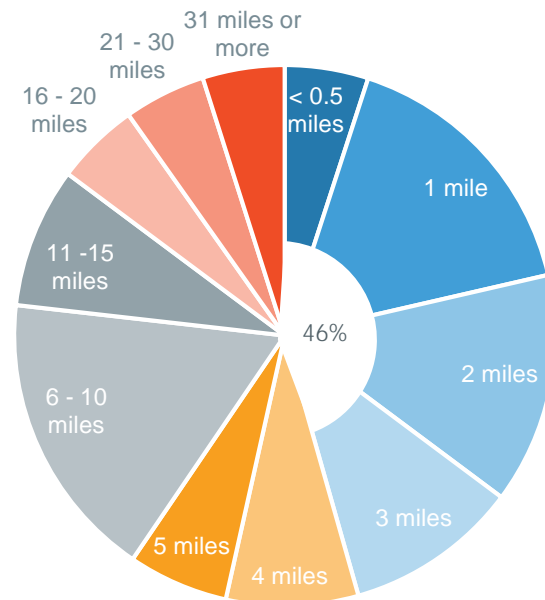 31 miles or
more
21 - 30
miles
16 - 20
miles
< 0.5
miles
1 mile
11 -15
miles
46%
2 miles
6 - 10
miles
3 miles
5 miles
4 miles